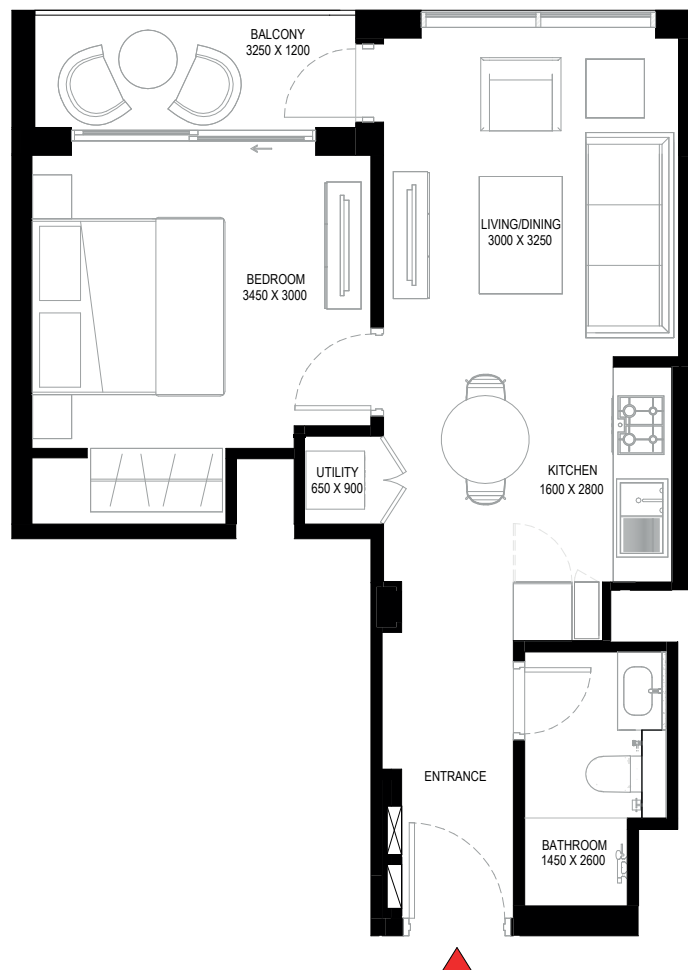 BALCONY
3250 X 1200
LIVING/DINING
3000 X 3250
BEDROOM
3450 X 3000
UTILITY
650 X 900
KITCHEN
1600 X 2800
ENTRANCE
BATHROOM
1450 X 2600